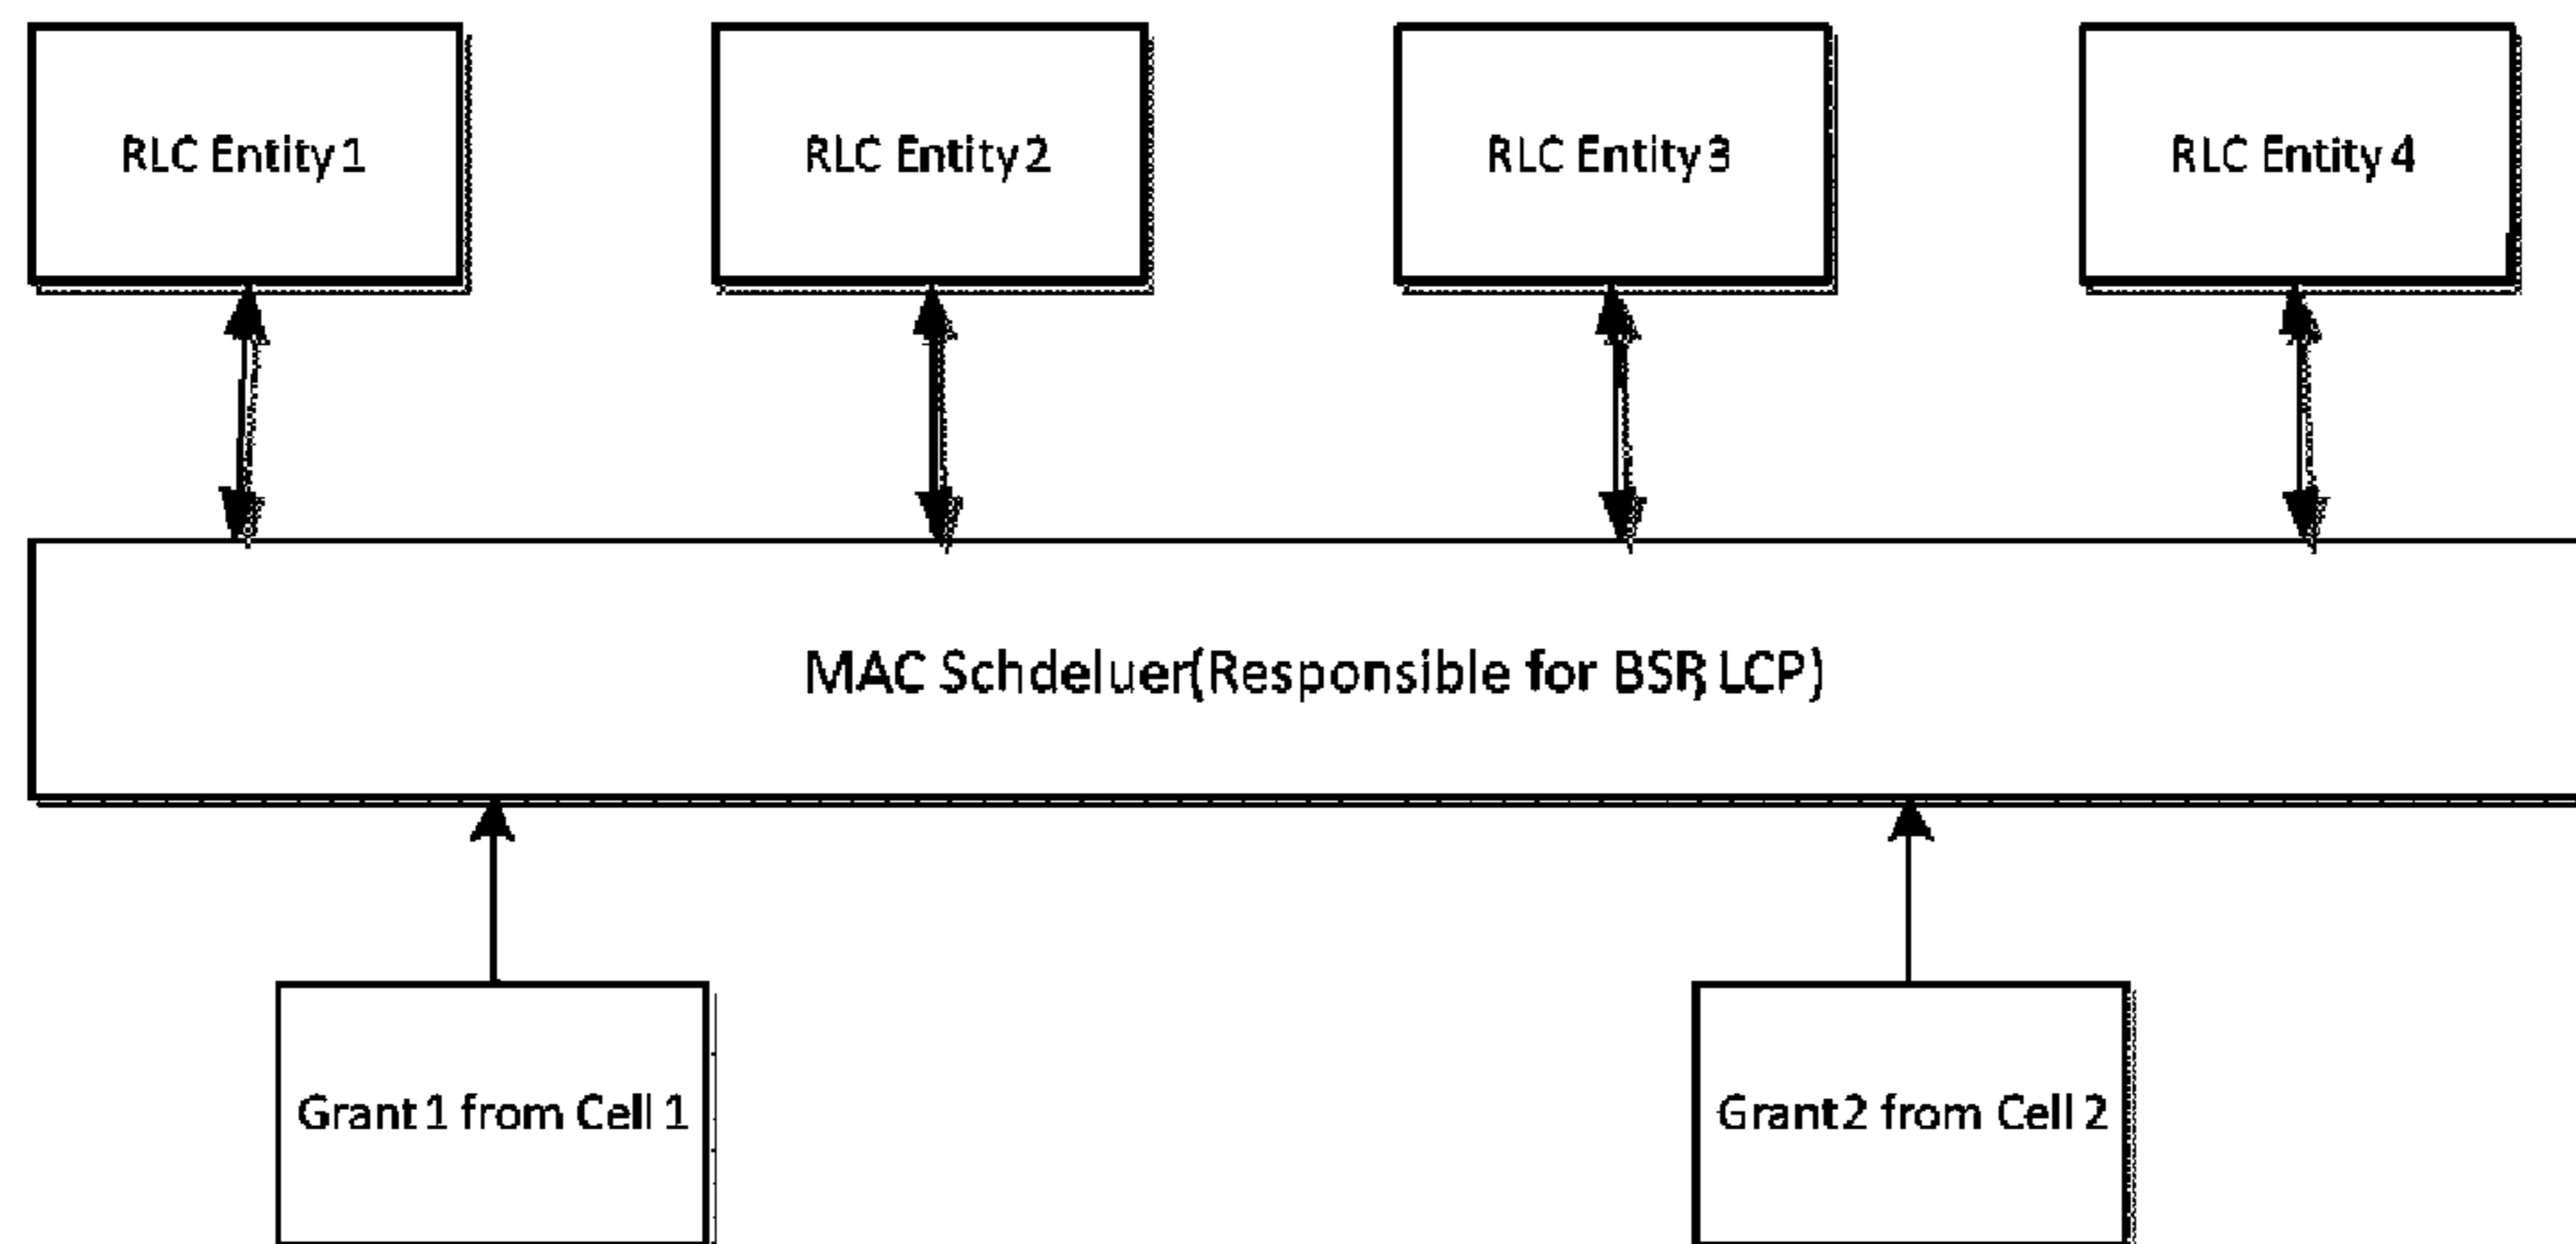 RLC Entity 1
RLC Entity 2
RLC Entity 3
RLC Entity 4
MAC Schdeluer(Responsible for BSR, LCP)
Grant 1 from Cell 1
Grant 2 from Cell 2